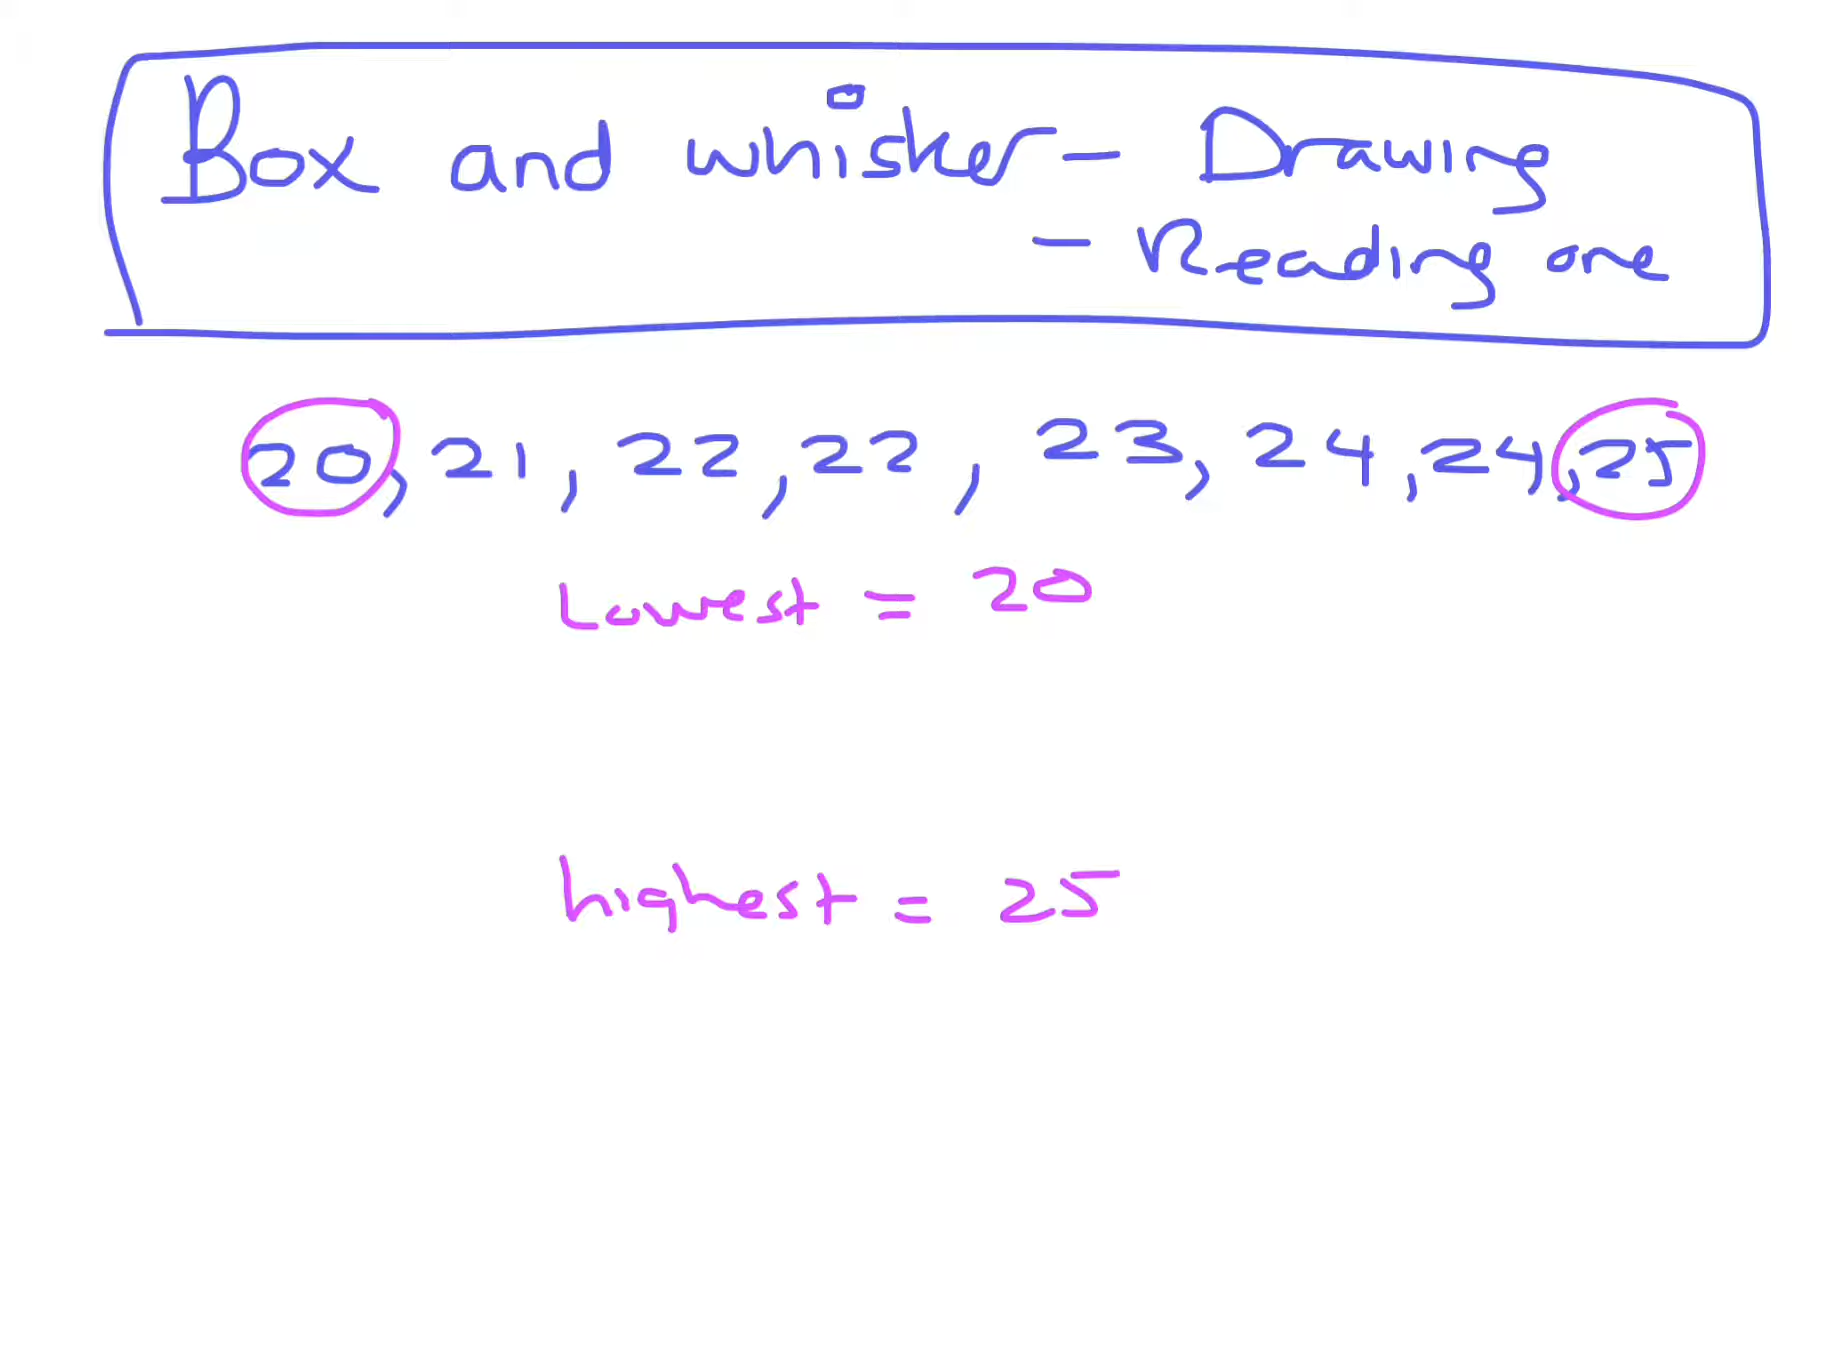 Box and whisker - Drawing
- Reading one
20, 21, 22, 22, 23, 24, 24, 25
Lowest = 20
highest = 25